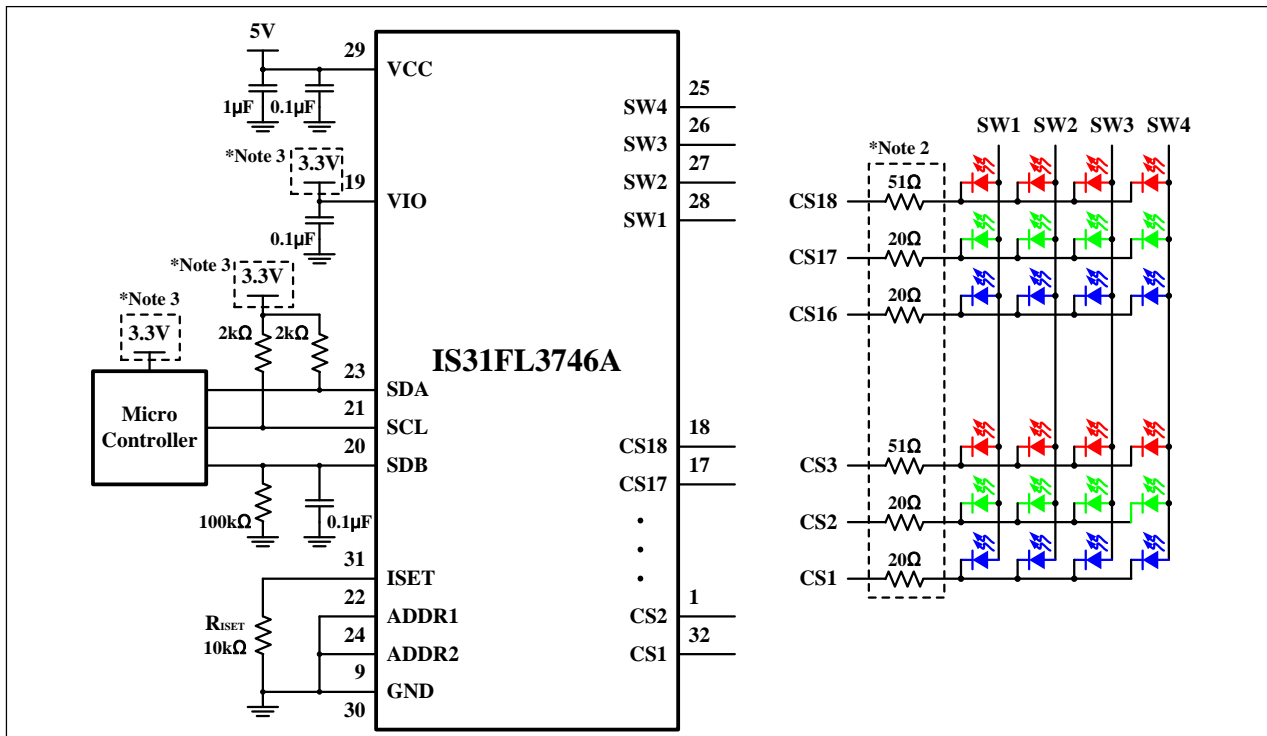 5V
29
VCC
1µF
0.1µF
*Note 3
3.3V
19
VIO
0.1µF
*Note 3
3.3V
*Note 3
3.3V
2kΩ
2kΩ
Micro
Controller
23
SDA
21
SCL
20
SDB
100kΩ
0.1µF
31
ISET
RISET
10kΩ
22
ADDR1
24
ADDR2
9
GND
30
IS31FL3746A
25
SW4
26
SW3
27
SW2
28
SW1
18
CS18
17
CS17
1
CS2
32
CS1
SW1 SW2 SW3 SW4
*Note 2
CS18
51Ω
CS17
20Ω
CS16
20Ω
CS3
51Ω
CS2
20Ω
CS1
20Ω